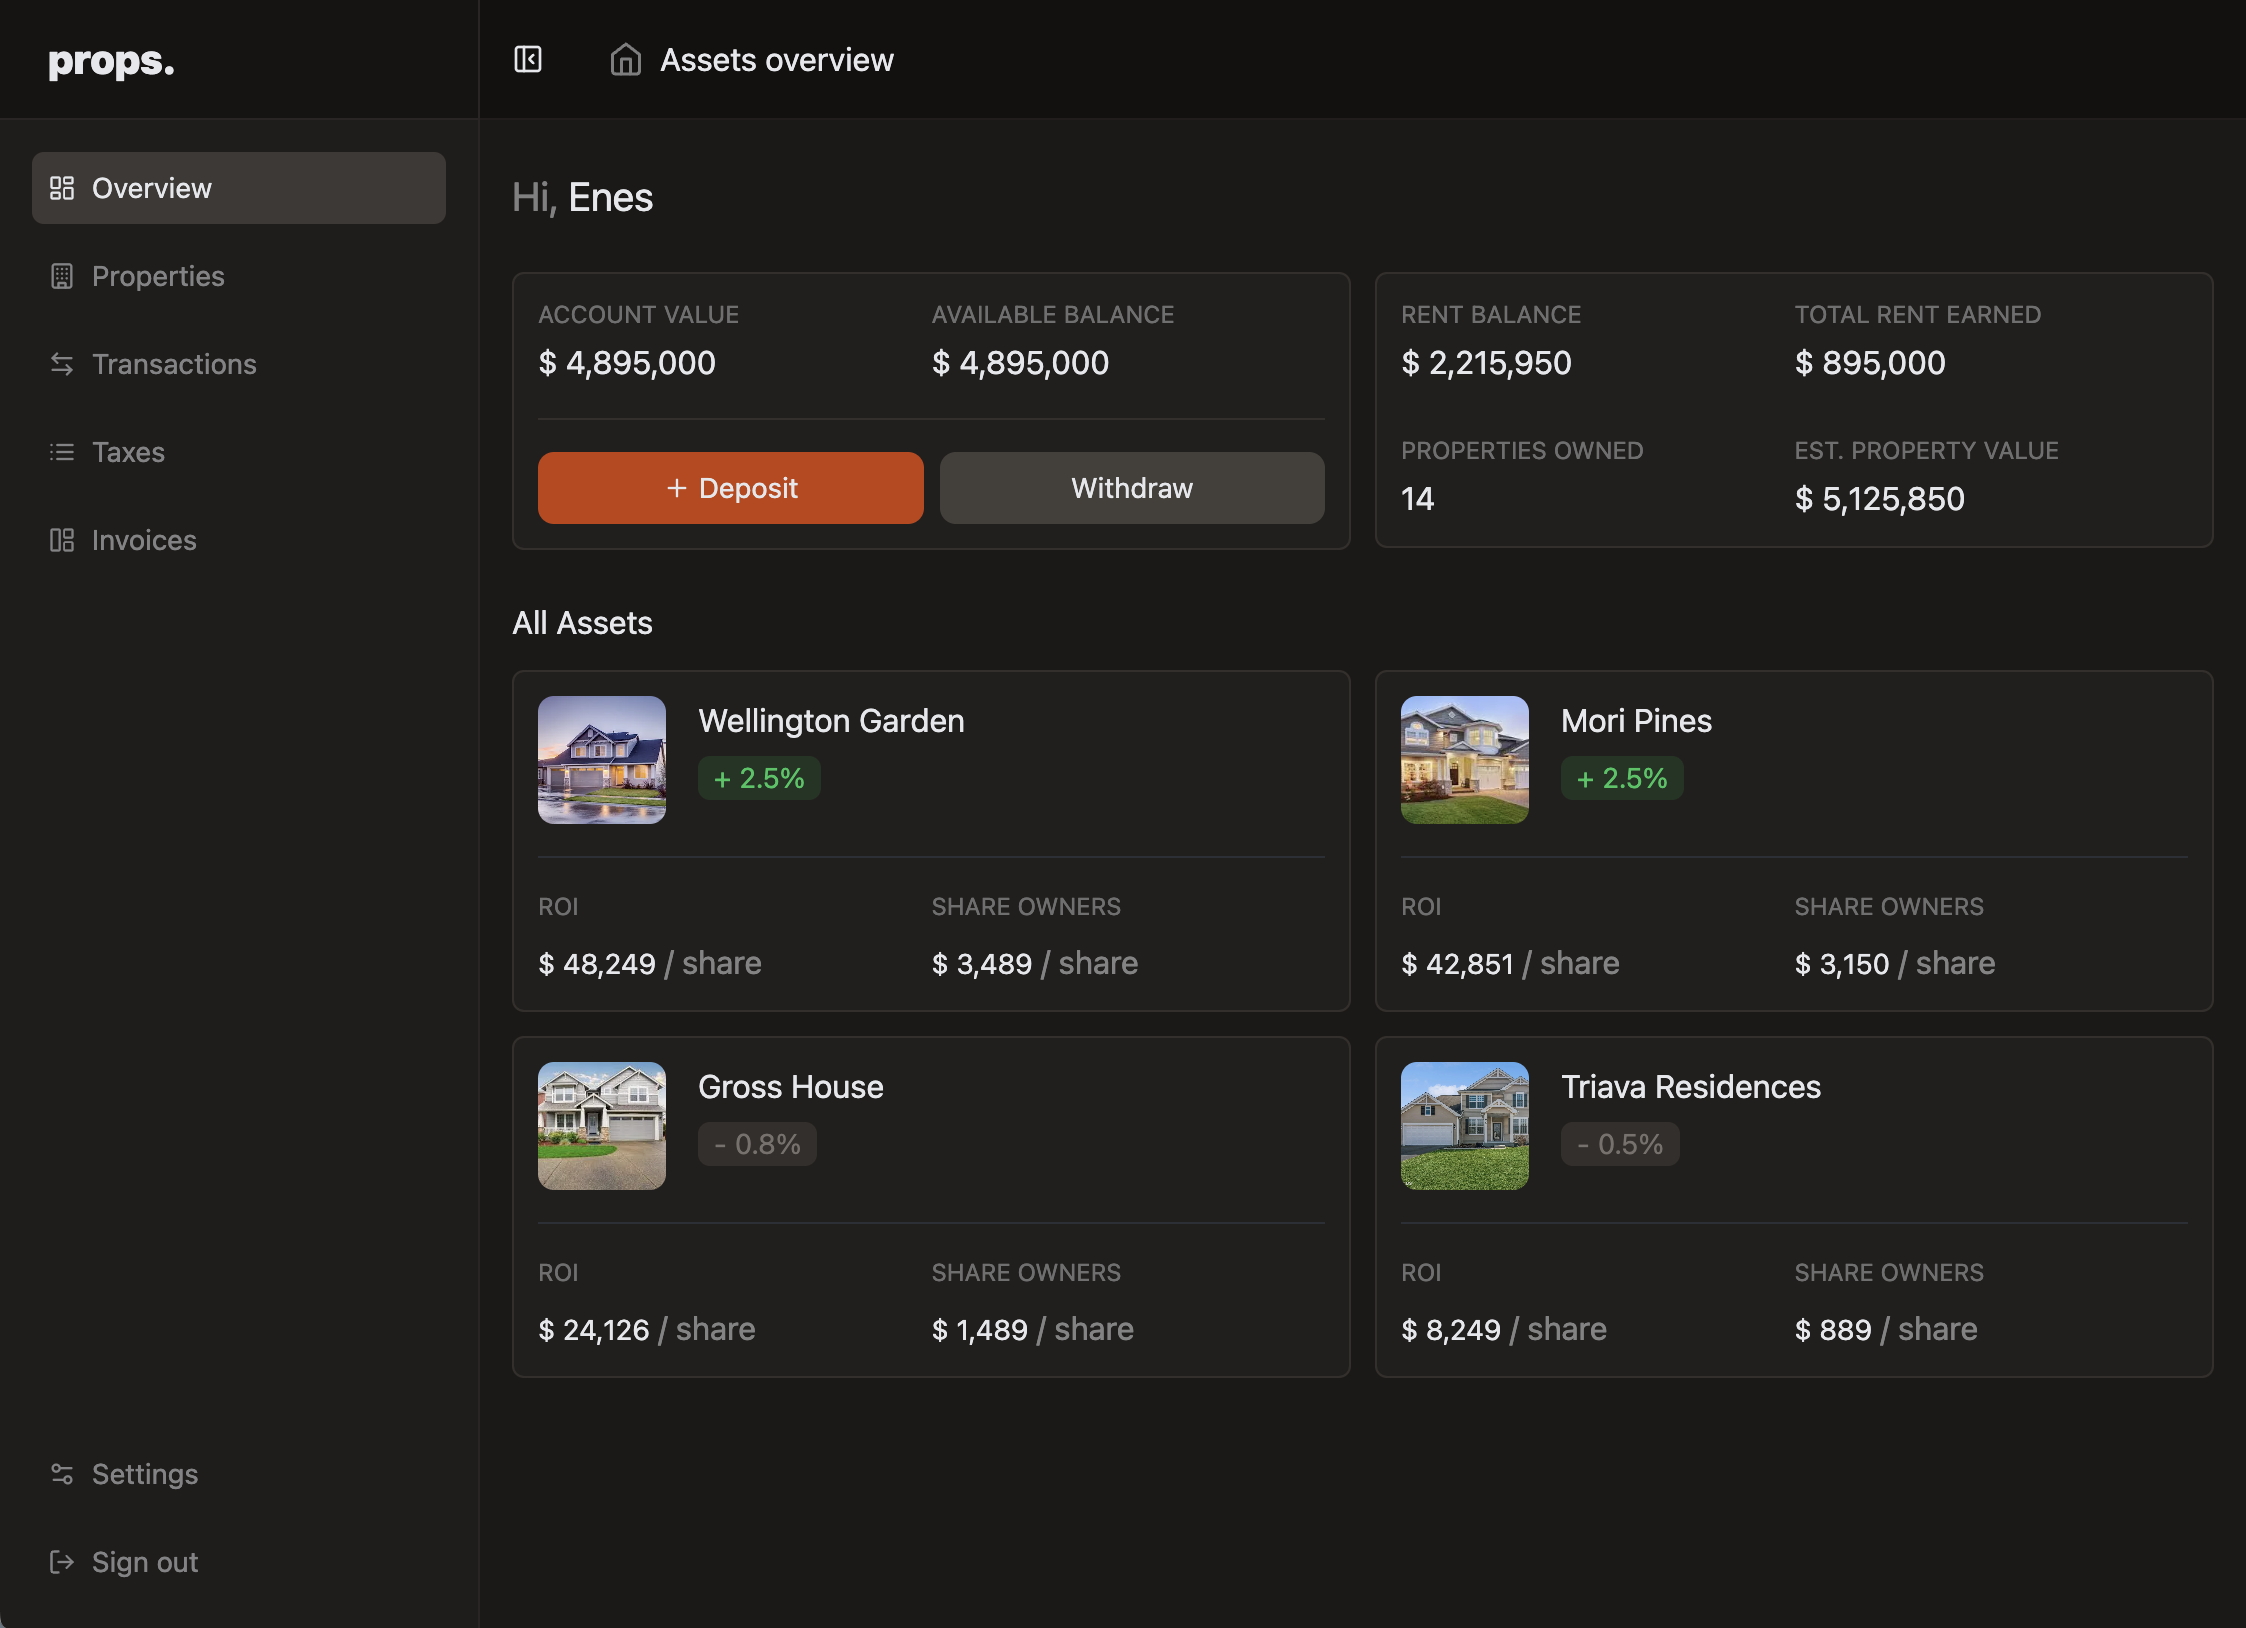 props.
Assets overview
Overview
Properties
Transactions
Taxes
Invoices
Settings
Sign out
Hi, Enes
ACCOUNT VALUE
$ 4,895,000
AVAILABLE BALANCE
$ 4,895,000
+ Deposit
Withdraw
RENT BALANCE
$ 2,215,950
TOTAL RENT EARNED
$ 895,000
PROPERTIES OWNED
14
EST. PROPERTY VALUE
$ 5,125,850
All Assets
Wellington Garden
+ 2.5%
ROI
$ 48,249 / share
SHARE OWNERS
$ 3,489 / share
Mori Pines
+ 2.5%
ROI
$ 42,851 / share
SHARE OWNERS
$ 3,150 / share
Gross House
- 0.8%
ROI
$ 24,126 / share
SHARE OWNERS
$ 1,489 / share
Triava Residences
- 0.5%
ROI
$ 8,249 / share
SHARE OWNERS
$ 889 / share